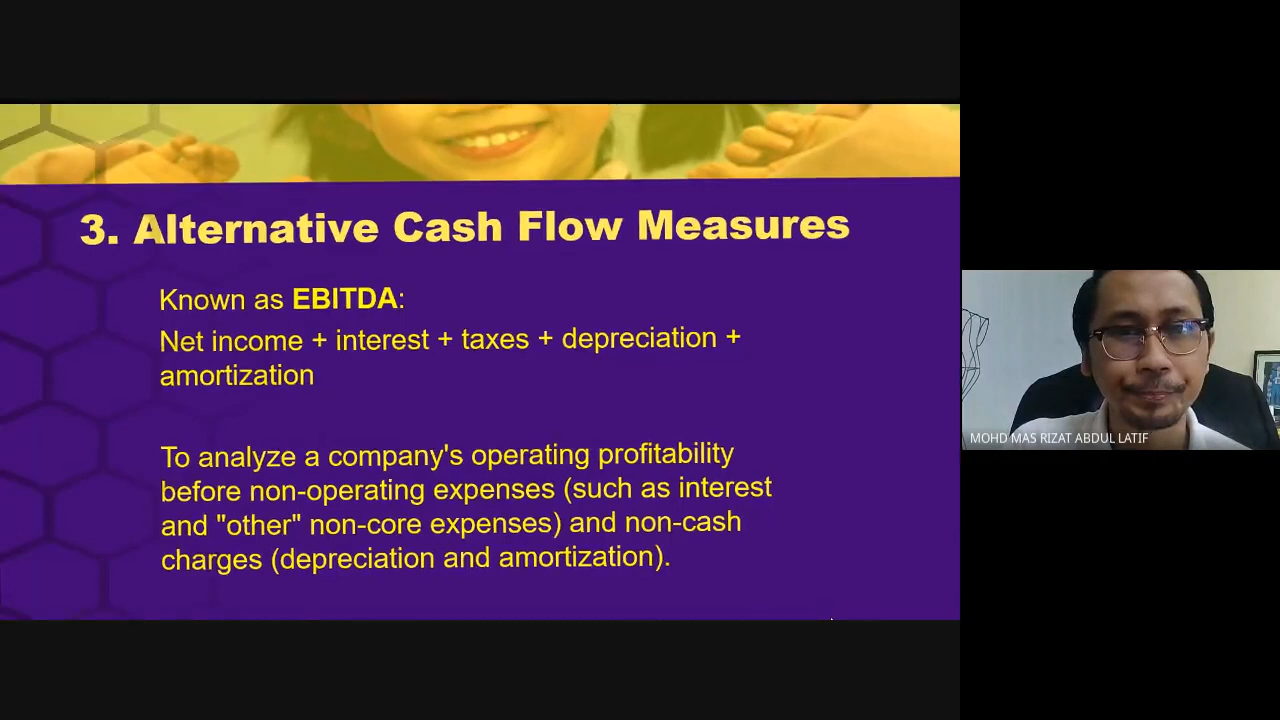 3. Alternative Cash Flow Measures
Known as EBITDA:
Net income + interest + taxes + depreciation +
amortization
To analyze a company's operating profitability
before non-operating expenses (such as interest
and "other" non-core expenses) and non-cash
charges (depreciation and amortization).
MOHD MAS RIZAT ABDUL LATIF